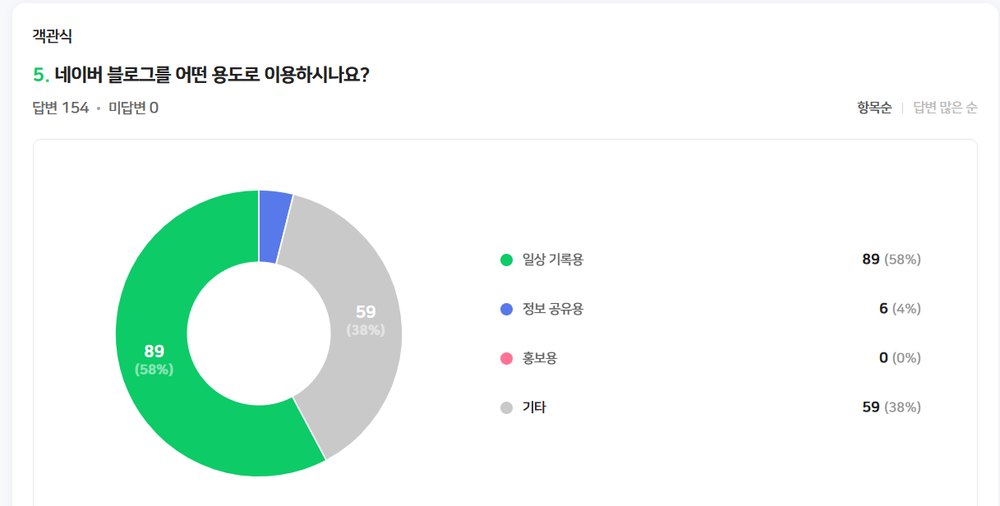 객관식
5. 네이버 블로그를 어떤 용도로 이용하시나요?
답변 154 • 미답변 0
항목순 | 답변 많은 순
89
(58%)
59
(38%)
일상 기록용 89 (58%)
정보 공유용 6 (4%)
홍보용 0 (0%)
기타 59 (38%)